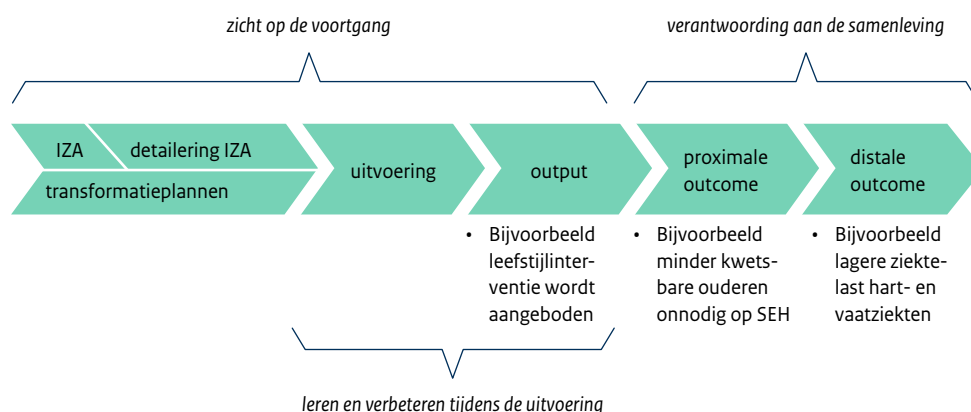 zicht op de voortgang
verantwoording aan de samenleving
IZA
detailering IZA
transformatieplannen
uitvoering
output
proximale
outcome
distale
outcome
• Bijvoorbeeld
leefstijlinter-
ventie wordt
aangeboden
• Bijvoorbeeld
minder kwets-
bare ouderen
onnodig op SEH
• Bijvoorbeeld
lagere ziekte-
last hart- en
vaatziekten
leren en verbeteren tijdens de uitvoering